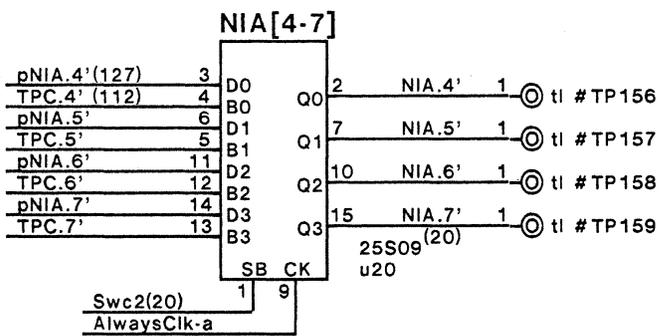 NIA[4-7]
pNIA.4'(127) 3 D0
TPC.4' (112) 4 B0
Q0 2 NIA.4' 1 tl #TP156
pNIA.5' 6 D1
TPC.5' 5 B1
Q1 7 NIA.5' 1 tl #TP157
pNIA.6' 11 D2
TPC.6' 12 B2
Q2 10 NIA.6' 1 tl #TP158
pNIA.7' 14 D3
TPC.7' 13 B3
Q3 15 NIA.7' 1 tl #TP159
(20)
25S09
u20
SB CK
1 9
Swc2(20)
AlwaysClk-a